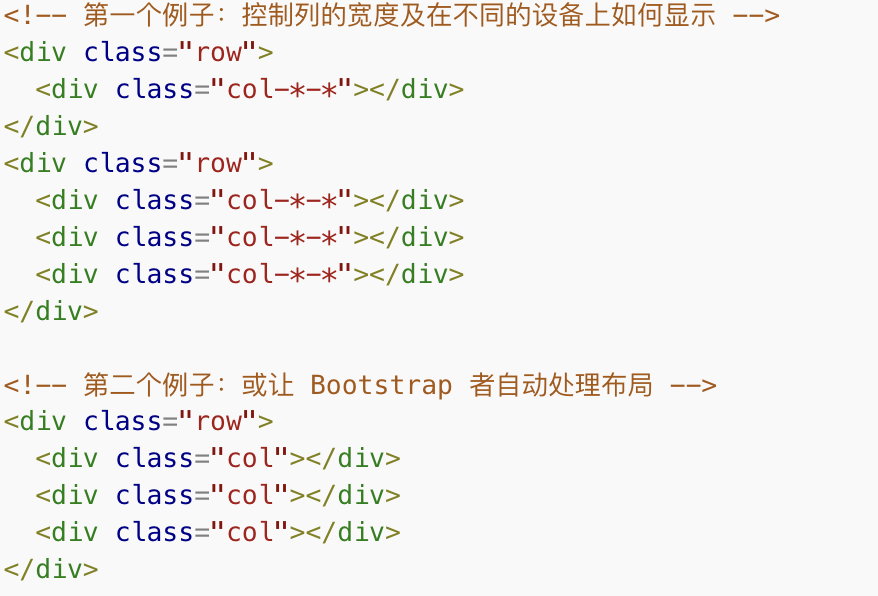 <!-- 第一个例子：控制列的宽度及在不同的设备上如何显示 -->
<div class="row">
  <div class="col-*-*"></div>
</div>
<div class="row">
  <div class="col-*-*"></div>
  <div class="col-*-*"></div>
  <div class="col-*-*"></div>
</div>

<!-- 第二个例子：或让 Bootstrap 者自动处理布局 -->
<div class="row">
  <div class="col"></div>
  <div class="col"></div>
  <div class="col"></div>
</div>